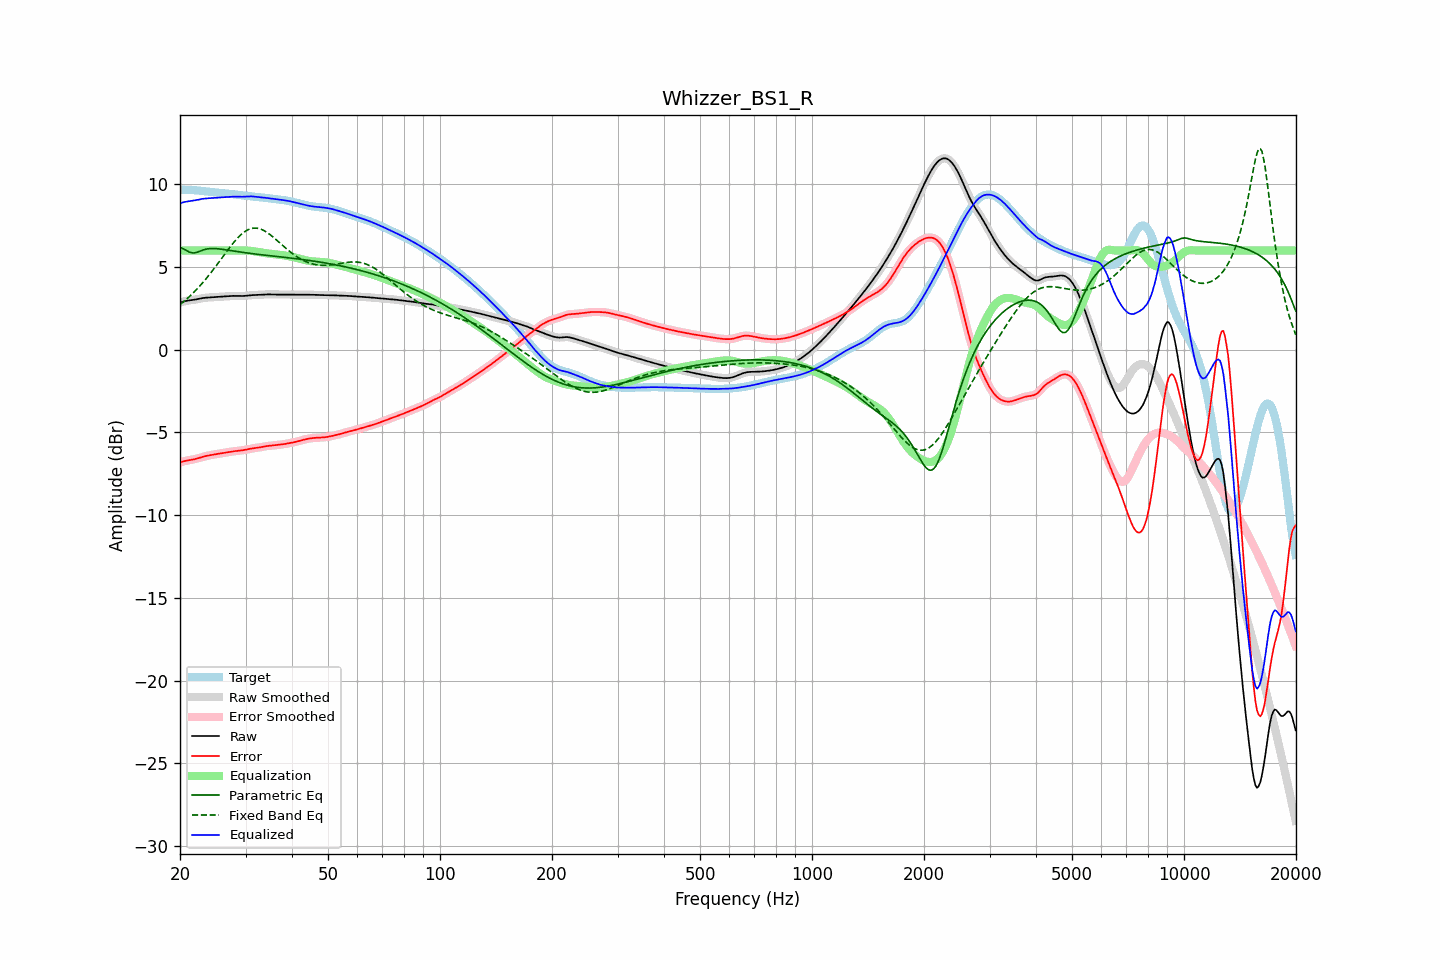 Whizzer_BS1_R
Amplitude (dBr)
10
5
0
−5
−10
−15
−20
−25
−30
Target
Raw Smoothed
Error Smoothed
Raw
Error
Equalization
Parametric Eq
Fixed Band Eq
Equalized
20 50 100 200 500 1000 2000 5000 10000 20000
Frequency (Hz)